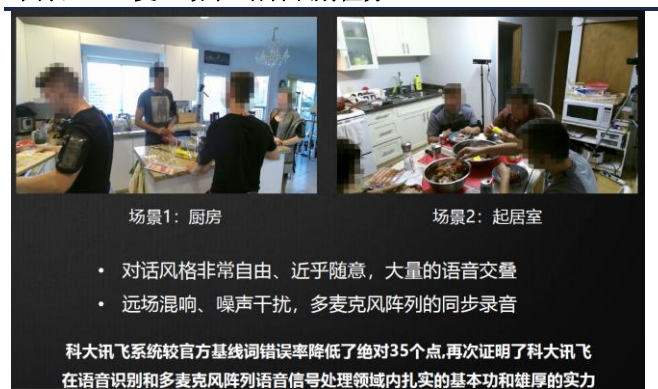 场景1：厨房
场景2：起居室
• 对话风格非常自由、近乎随意，大量的语音交叠
• 远场混响、噪声干扰，多麦克风阵列的同步录音
科大讯飞系统较官方基线词错误率降低了绝对35个点,再次证明了科大讯飞
在语音识别和多麦克风阵列语音信号处理领域内扎实的基本功和雄厚的实力